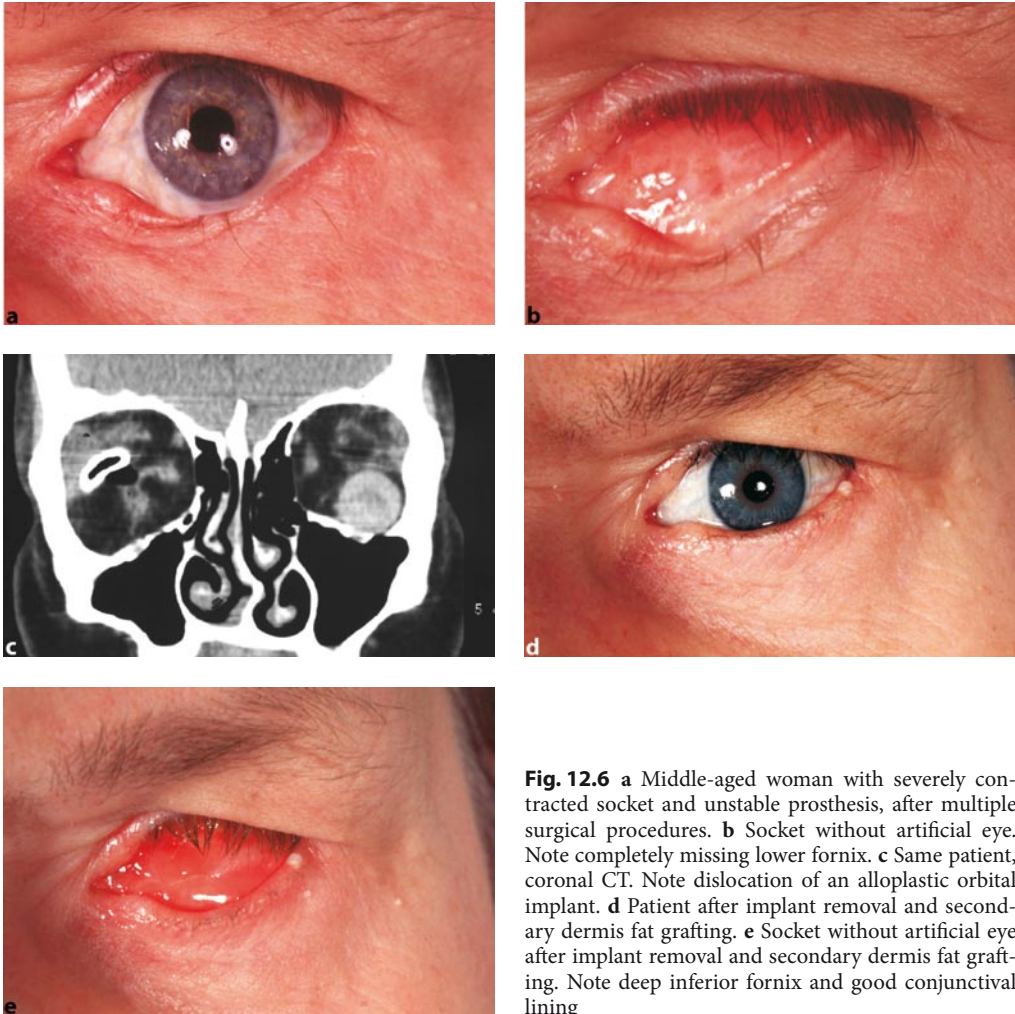 a
b
c
5
d
e
Fig. 12.6 a Middle-aged woman with severely con-
tracted socket and unstable prosthesis, after multiple
surgical procedures. b Socket without artificial eye.
Note completely missing lower fornix. c Same patient,
coronal CT. Note dislocation of an alloplastic orbital
implant. d Patient after implant removal and second-
ary dermis fat grafting. e Socket without artificial eye
after implant removal and secondary dermis fat graft-
ing. Note deep inferior fornix and good conjunctival
lining